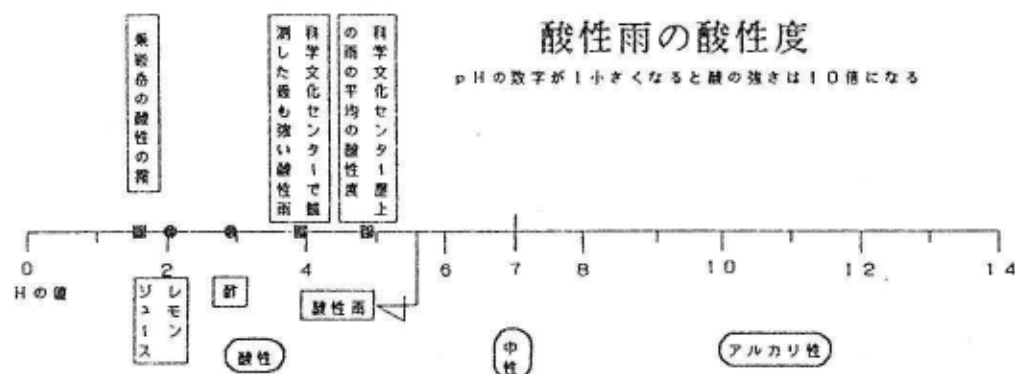 酸性雨の酸性度
pHの数字が1小さくなると酸の強さは10倍になる
乗鞍岳の酸性の霧
科学文化センターで観
測した最も強い酸性雨
科学文化センター屋上
の雨の平均の酸性度
0 2 4 6 7 8 10 12 14
Hの値
レモン
ジュース
酢
酸性雨
酸性
中性
アルカリ性